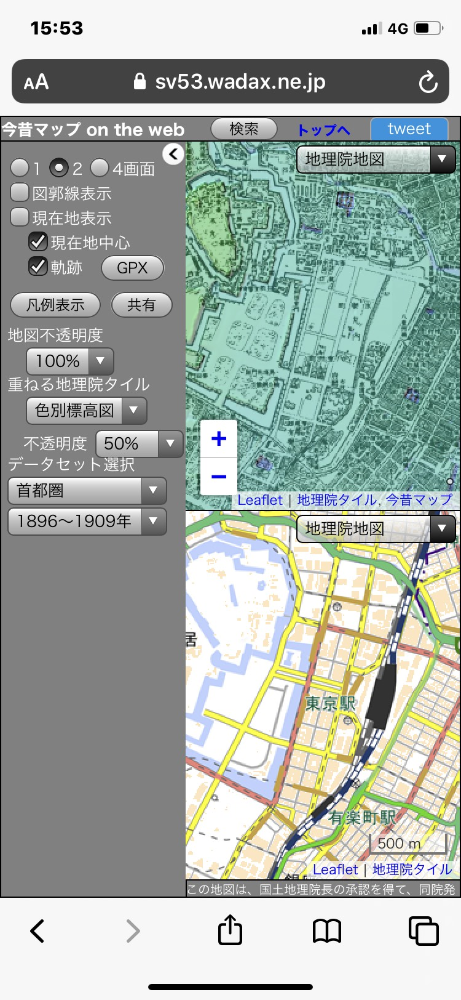 15:53
4G
AA
sv53.wadax.ne.jp
今昔マップ on the web
検索
トップへ
tweet
1
2
4画面
図郭線表示
現在地表示
現在地中心
軌跡
GPX
凡例表示
共有
地図不透明度
100%
重ねる地理院タイル
色別標高図
不透明度
50%
データセット選択
首都圏
1896〜1909年
地理院地図
+
−
Leaflet | 地理院タイル, 今昔マップ
地理院地図
居
東京駅
有楽町駅
500 m
Leaflet | 地理院タイル
この地図は、国土地理院長の承認を得て、同院発